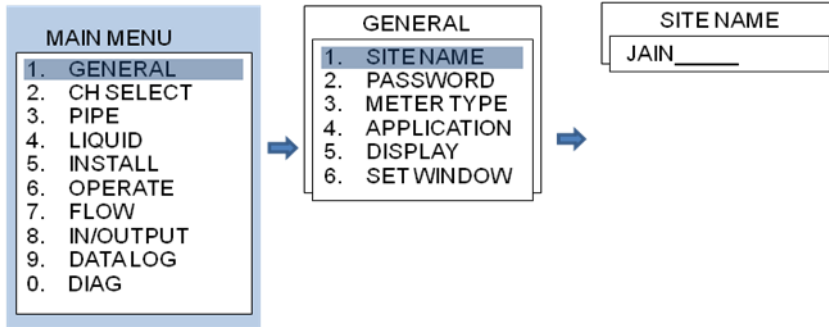 MAIN MENU
1. GENERAL
2. CH SELECT
3. PIPE
4. LIQUID
5. INSTALL
6. OPERATE
7. FLOW
8. IN/OUTPUT
9. DATA LOG
0. DIAG
GENERAL
1. SITE NAME
2. PASSWORD
3. METER TYPE
4. APPLICATION
5. DISPLAY
6. SET WINDOW
SITE NAME
JAIN_____